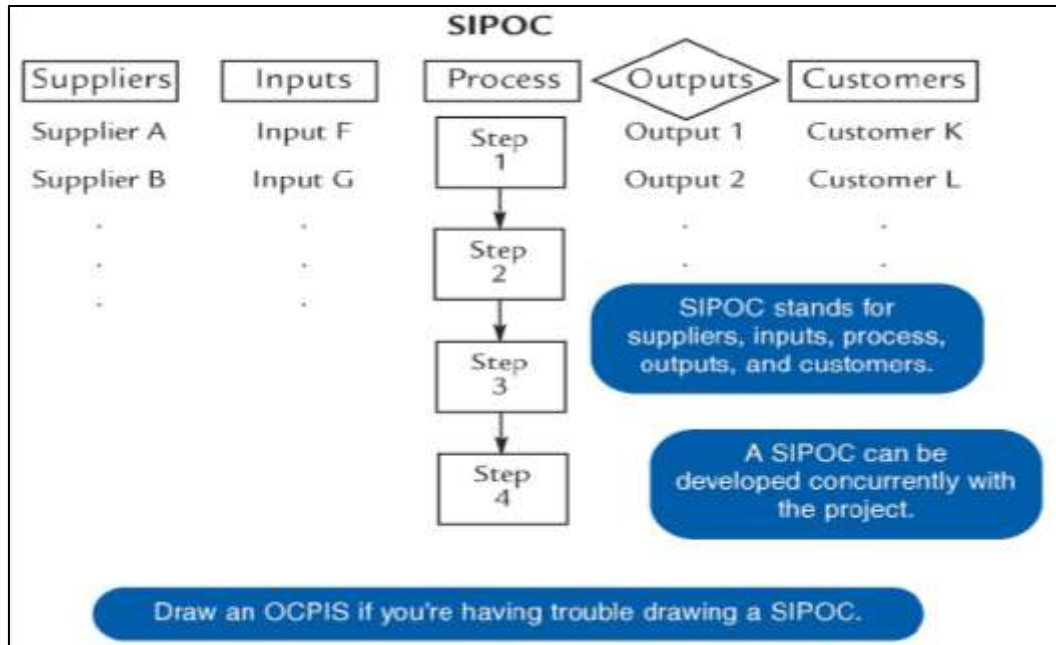 SIPOC
Suppliers Inputs Process Outputs Customers
Supplier A Input F Step 1 Output 1 Customer K
Supplier B Input G Output 2 Customer L
Step 2
SIPOC stands for
suppliers, inputs, process,
outputs, and customers.
Step 3
A SIPOC can be
developed concurrently with
the project.
Step 4
Draw an OCPIS if you're having trouble drawing a SIPOC.